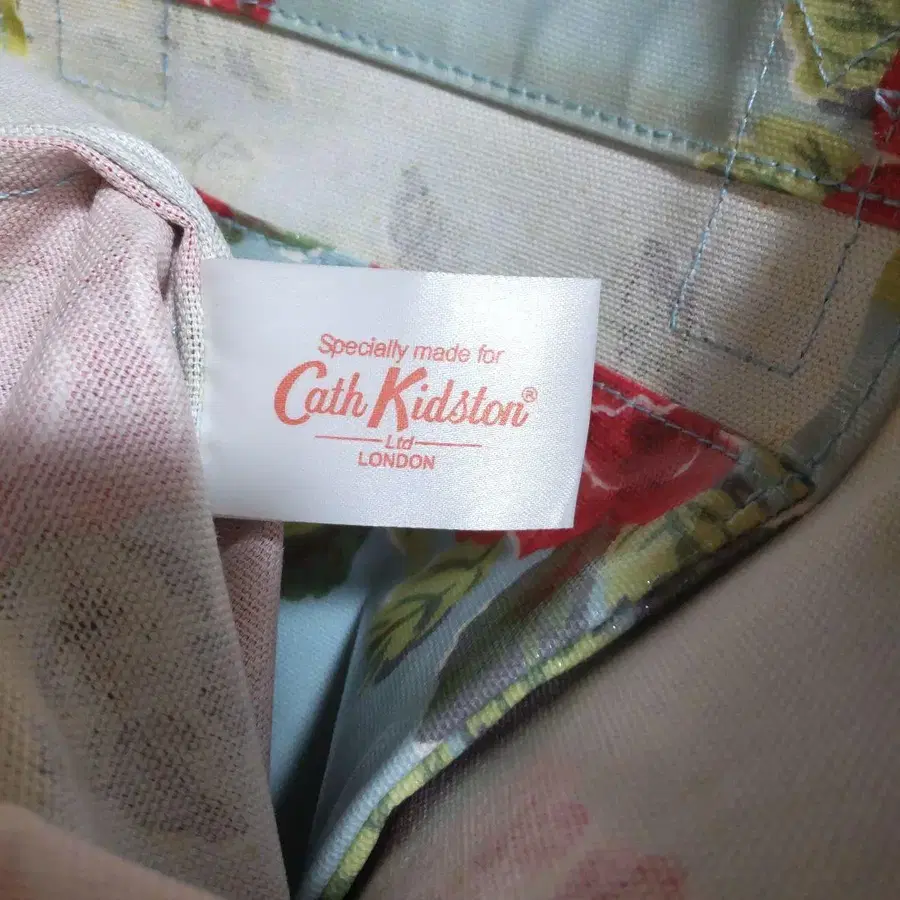 Specially made for
Cath Kidston®
Ltd
LONDON